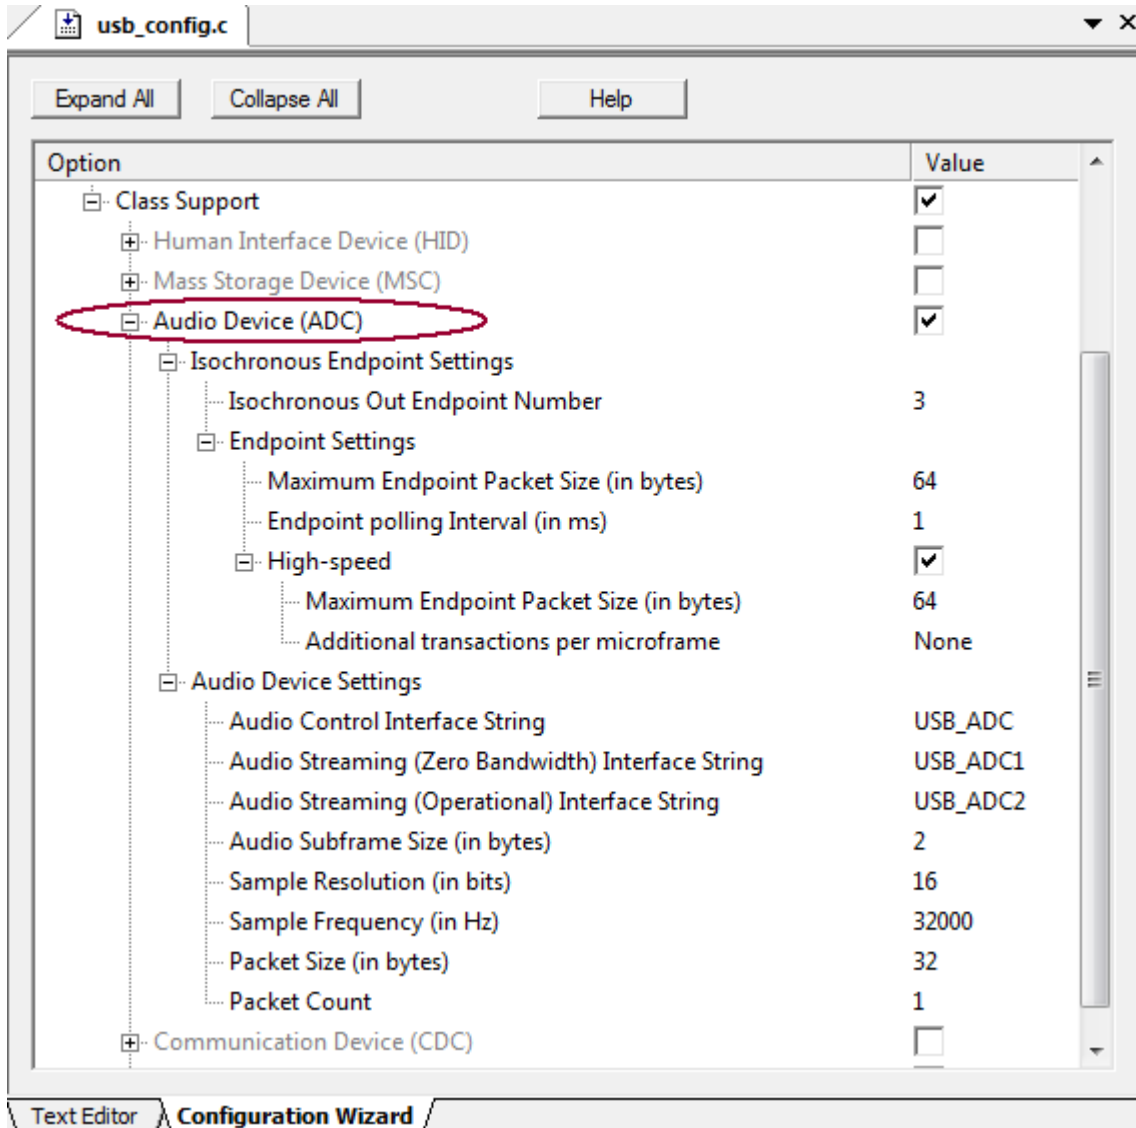 usb_config.c
Expand All Collapse All Help
Option Value
Class Support
Human Interface Device (HID)
Mass Storage Device (MSC)
Audio Device (ADC)
Isochronous Endpoint Settings
Isochronous Out Endpoint Number 3
Endpoint Settings
Maximum Endpoint Packet Size (in bytes) 64
Endpoint polling Interval (in ms) 1
High-speed
Maximum Endpoint Packet Size (in bytes) 64
Additional transactions per microframe None
Audio Device Settings
Audio Control Interface String USB_ADC
Audio Streaming (Zero Bandwidth) Interface String USB_ADC1
Audio Streaming (Operational) Interface String USB_ADC2
Audio Subframe Size (in bytes) 2
Sample Resolution (in bits) 16
Sample Frequency (in Hz) 32000
Packet Size (in bytes) 32
Packet Count 1
Communication Device (CDC)
Text Editor Configuration Wizard